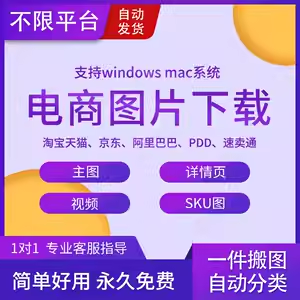 不限平台
自动
发货
支持windows mac系统
电商图片下载
淘宝天猫、京东、阿里巴巴、PDD、速卖通
主图
详情页
视频
SKU图
1对1 专业客服指导
简单好用 永久免费
一件搬图
自动分类